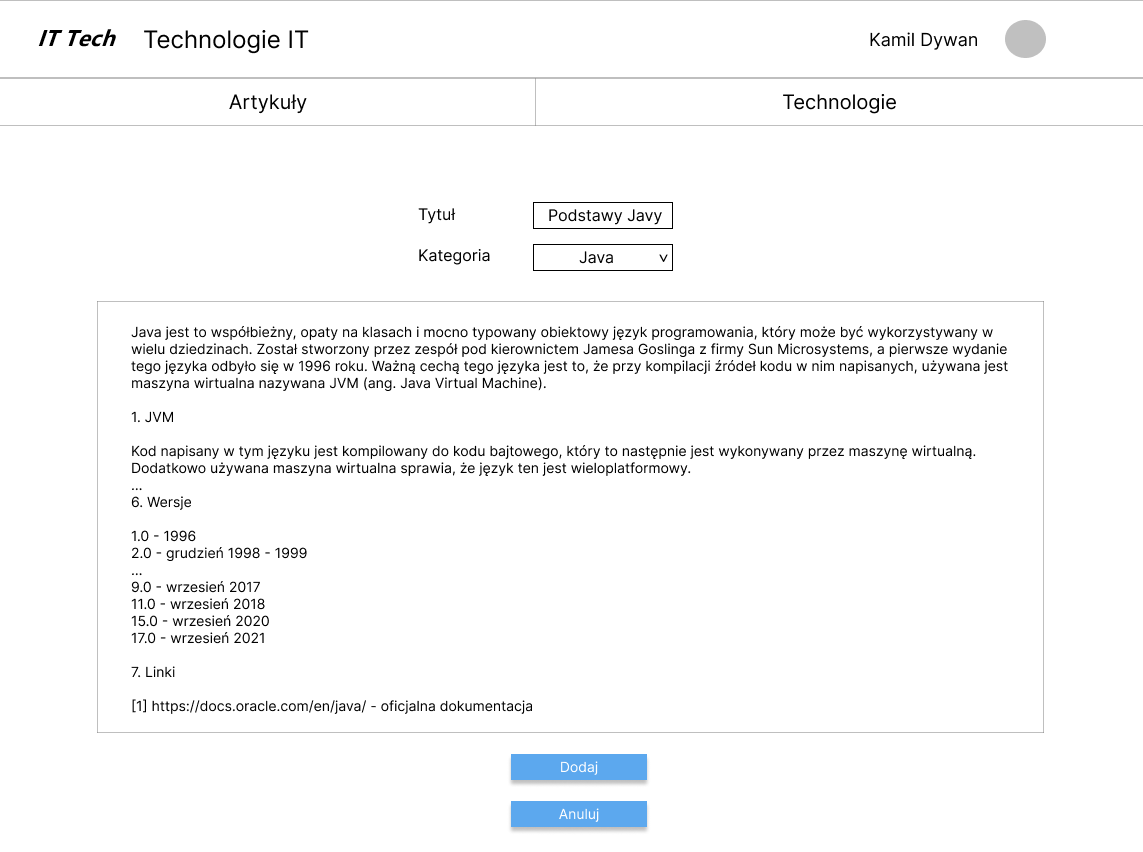 IT Tech
Technologie IT
Kamil Dywan
Artykuły
Technologie
Tytuł
Podstawy Javy
Kategoria
Java
Java jest to współbieżny, opaty na klasach i mocno typowany obiektowy język programowania, który może być wykorzystywany w
wielu dziedzinach. Został stworzony przez zespół pod kierownictem Jamesa Goslinga z firmy Sun Microsystems, a pierwsze wydanie
tego języka odbyło się w 1996 roku. Ważną cechą tego języka jest to, że przy kompilacji źródeł kodu w nim napisanych, używana jest
maszyna wirtualna nazywana JVM (ang. Java Virtual Machine).
1. JVM
Kod napisany w tym języku jest kompilowany do kodu bajtowego, który to następnie jest wykonywany przez maszynę wirtualną.
Dodatkowo używana maszyna wirtualna sprawia, że język ten jest wieloplatformowy.
...
6. Wersje
1.0 - 1996
2.0 - grudzień 1998 - 1999
...
9.0 - wrzesień 2017
11.0 - wrzesień 2018
15.0 - wrzesień 2020
17.0 - wrzesień 2021
7. Linki
[1] https://docs.oracle.com/en/java/ - oficjalna dokumentacja
Dodaj
Anuluj